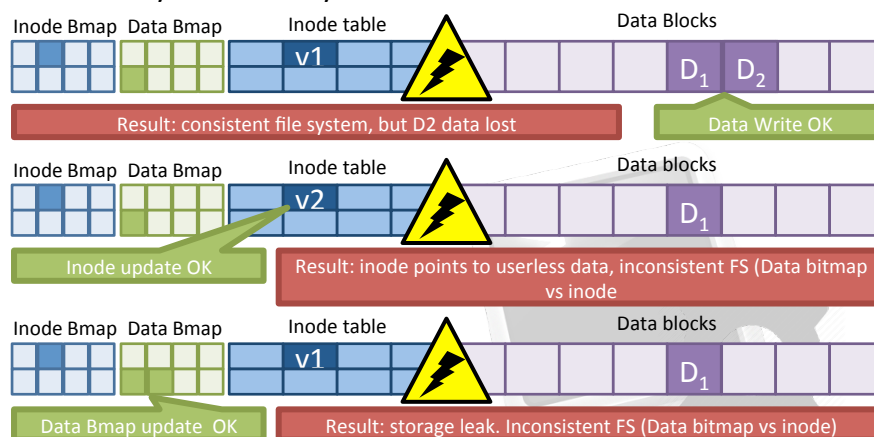 Inode Bmap Data Bmap Inode table Data Blocks
v1 D1 D2
Result: consistent file system, but D2 data lost Data Write OK
Inode Bmap Data Bmap Inode table Data blocks
v2 D1
Inode update OK Result: inode points to userless data, inconsistent FS (Data bitmap
vs inode
Inode Bmap Data Bmap Inode table Data blocks
v1 D1
Data Bmap update OK Result: storage leak. Inconsistent FS (Data bitmap vs inode)